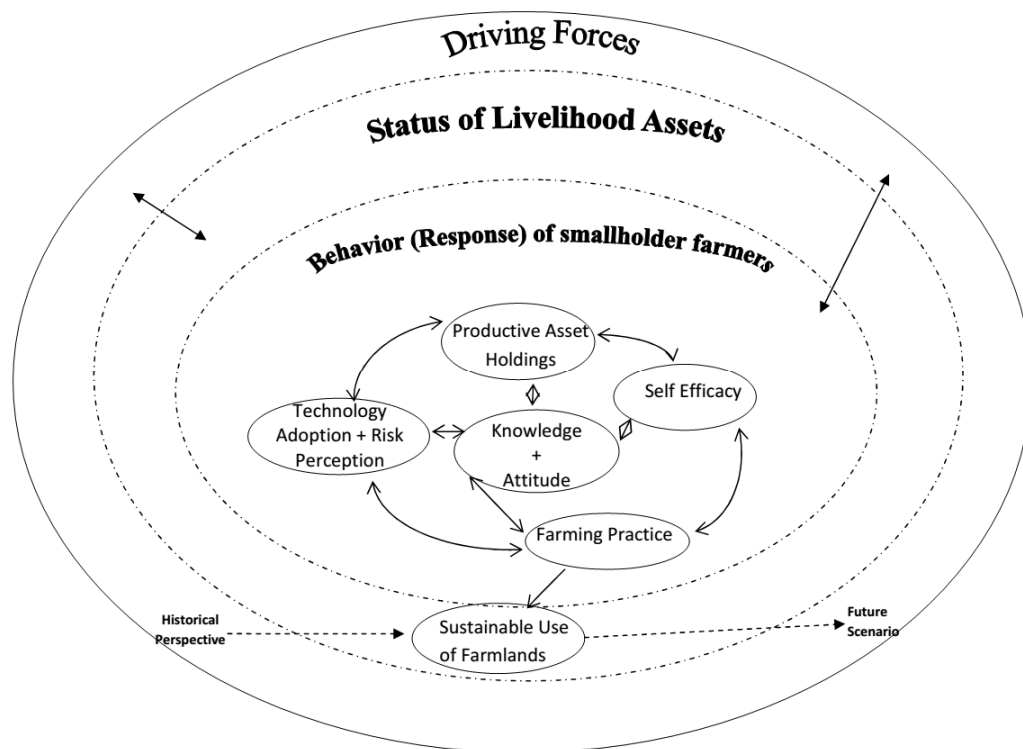 Driving Forces
Status of Livelihood Assets
Behavior (Response) of smallholder farmers
Productive Asset
Holdings
Self Efficacy
Technology
Adoption + Risk
Perception
Knowledge
+
Attitude
Farming Practice
Historical
Perspective
Sustainable Use
of Farmlands
Future
Scenario